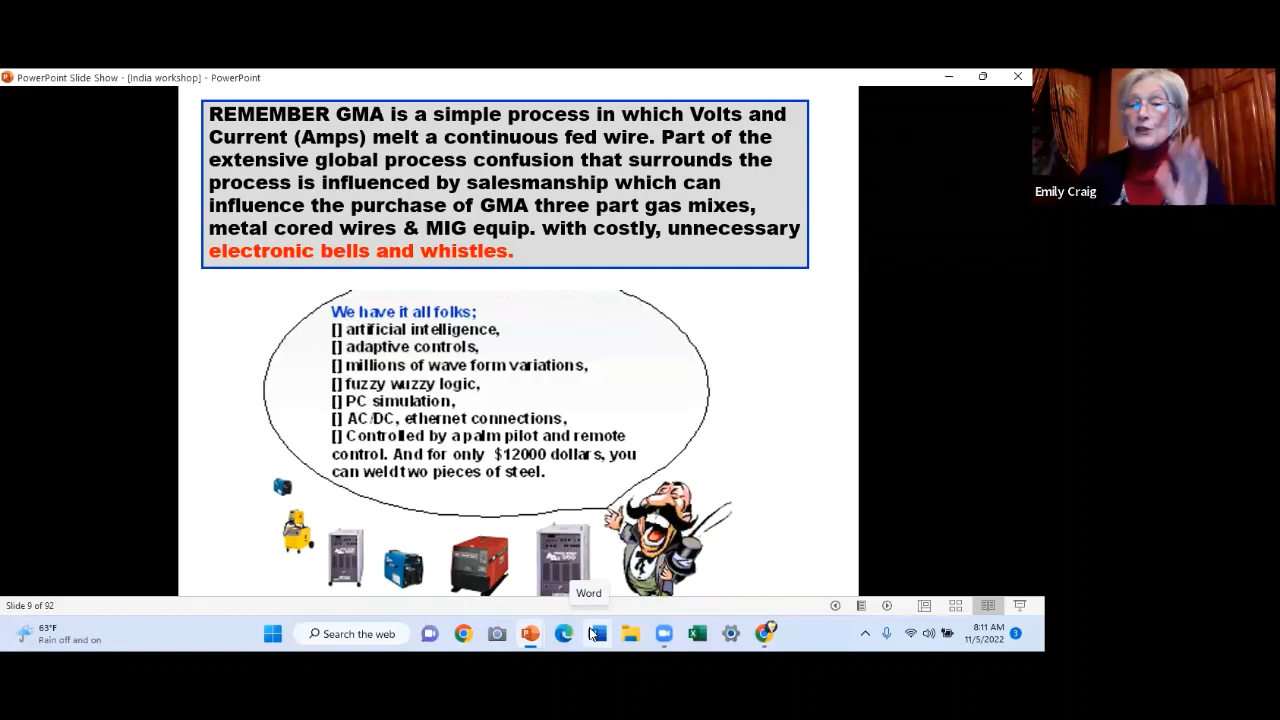 PowerPoint Slide Show - [India workshop] - PowerPoint
REMEMBER GMA is a simple process in which Volts and
Current (Amps) melt a continuous fed wire. Part of the
extensive global process confusion that surrounds the
process is influenced by salesmanship which can
influence the purchase of GMA three part gas mixes,
metal cored wires & MIG equip. with costly, unnecessary
electronic bells and whistles.
Emily Craig
We have it all folks;
[] artificial intelligence,
[] adaptive controls,
[] millions of wave form variations,
[] fuzzy wuzzy logic,
[] PC simulation,
[] AC/DC, ethernet connections,
[] Controlled by a palm pilot and remote
control. And for only $12000 dollars, you
can weld two pieces of steel.
Word
Slide 9 of 92
63°F
Rain off and on
Search the web
8:11 AM
11/5/2022
3